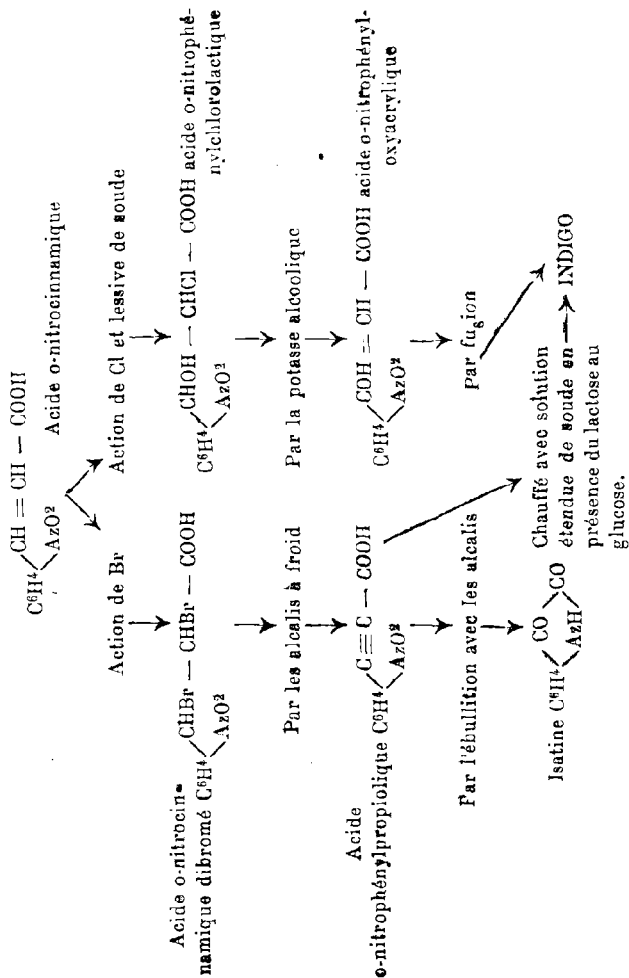 CH = CH — COOH
C⁶H⁴
AzO²
Acide o-nitrocinnamique
Action de Br
Action de Cl et lessive de soude
Acide o-nitrocin-
namique dibromé C⁶H⁴
CHBr — CHBr — COOH
AzO²
CHOH — CHCl — COOH acide o-nitrophé-
nylchlorolactique
C⁶H⁴
AzO²
Par les alcalis à froid
Par la potasse alcoolique
Acide
o-nitrophénylpropiolique C⁶H⁴
C ≡ C — COOH
AzO²
COH = CH — COOH acide o-nitrophényl-
oxyacrylique
C⁶H⁴
AzO²
Par l'ébullition avec les alcalis
Par fusion
Isatine C⁶H⁴
CO
CO
AzH
Chauffé avec solution
étendue de soude en
présence du lactose au
glucose.
INDIGO